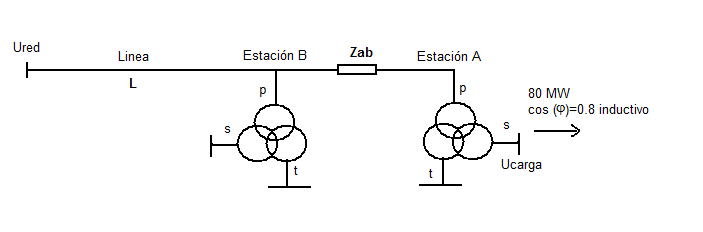 Ured
Linea
L
Estación B
Zab
Estación A
p
s
t
p
s
t
Ucarga
80 MW
cos (φ)=0.8 inductivo